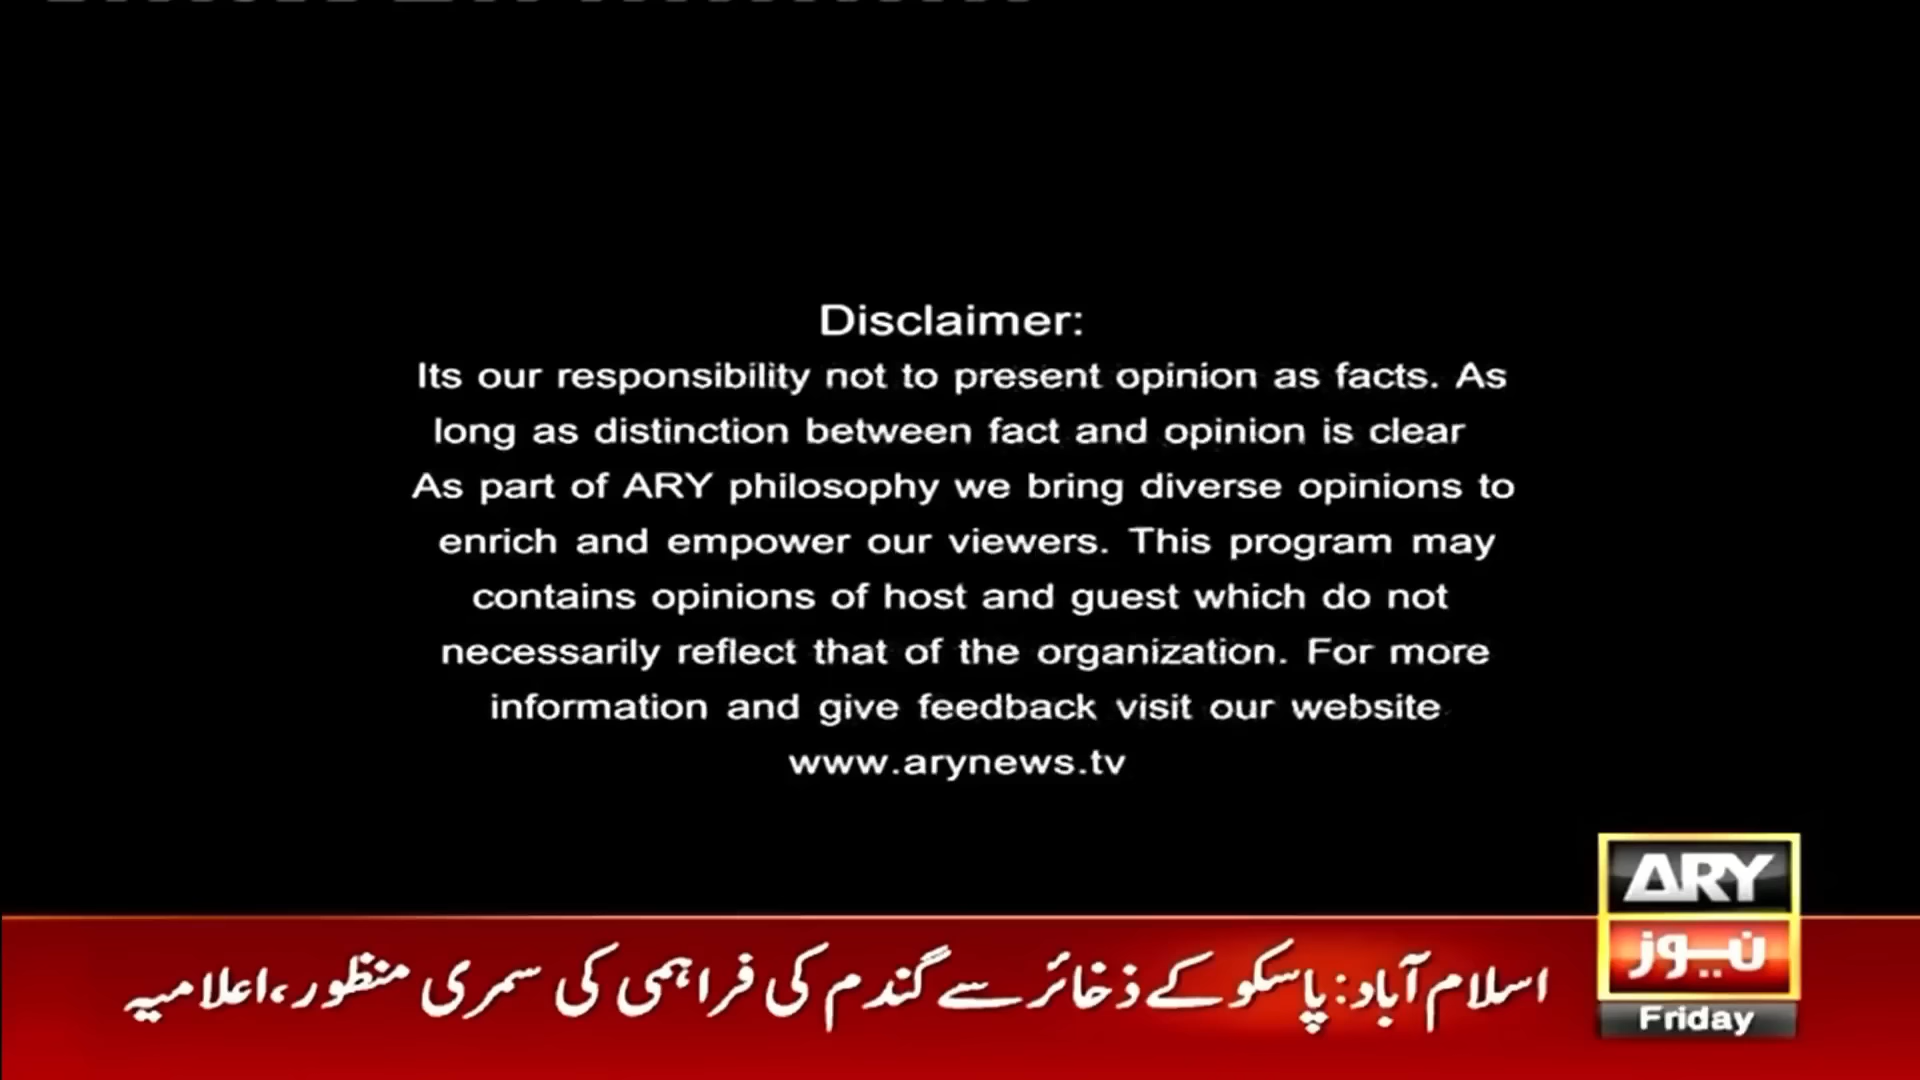 Disclaimer:
Its our responsibility not to present opinion as facts. As
long as distinction between fact and opinion is clear
As part of ARY philosophy we bring diverse opinions to
enrich and empower our viewers. This program may
contains opinions of host and guest which do not
necessarily reflect that of the organization. For more
information and give feedback visit our website
www.arynews.tv
ARY
نیوز
Friday
اسلام آباد: پاسکو کے ذخائر سے گندم کی فراہمی کی سمری منظور، اعلامیہ